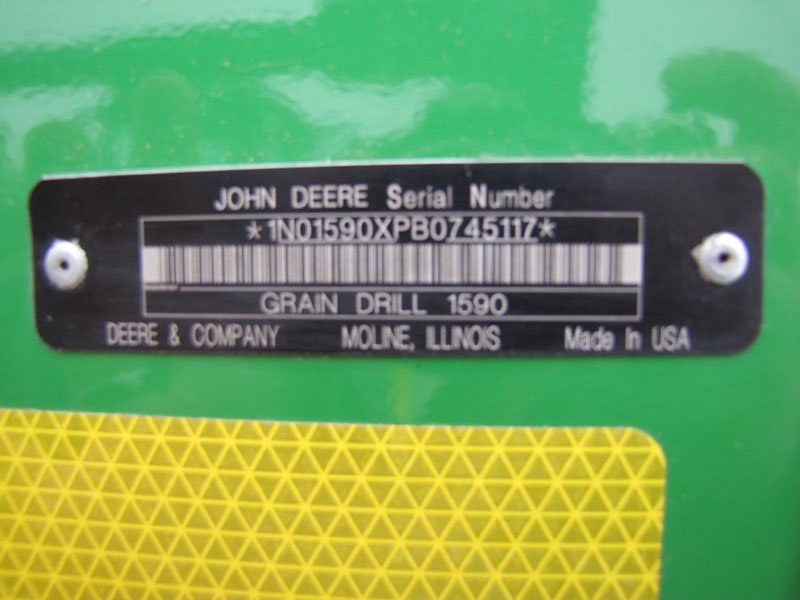 JOHN DEERE Serial Number
*1N01590XPB0745117*
GRAIN DRILL 1590
DEERE & COMPANY MOLINE, ILLINOIS Made In USA